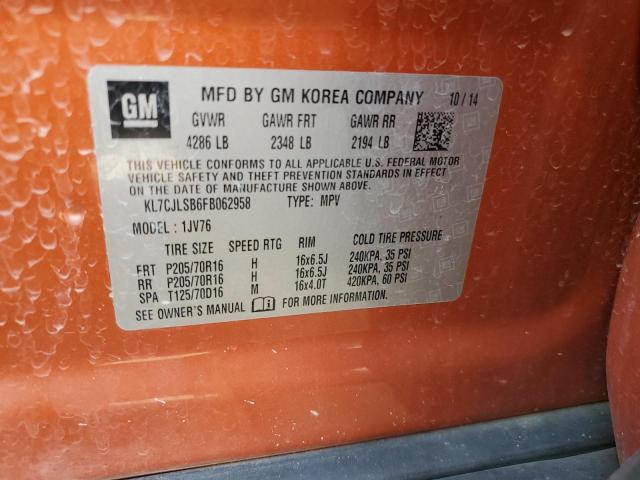 GM
MFD BY GM KOREA COMPANY 10/14
GVWR GAWR FRT GAWR RR
4286 LB 2348 LB 2194 LB
THIS VEHICLE CONFORMS TO ALL APPLICABLE U.S. FEDERAL MOTOR
VEHICLE SAFETY, BUMPER, AND THEFT PREVENTION STANDARDS IN EFFECT
ON THE DATE OF MANUFACTURE SHOWN ABOVE.
KL7CJLSB6FB062958 TYPE: MPV
MODEL : 1JV76
TIRE SIZE SPEED RTG RIM COLD TIRE PRESSURE
FRT P205/70R16 H 16x6.5J 240KPA, 35 PSI
RR P205/70R16 H 16x6.5J 240KPA, 35 PSI
SPA T125/70D16 M 16x4.0T 420KPA, 60 PSI
SEE OWNER'S MANUAL FOR MORE INFORMATION